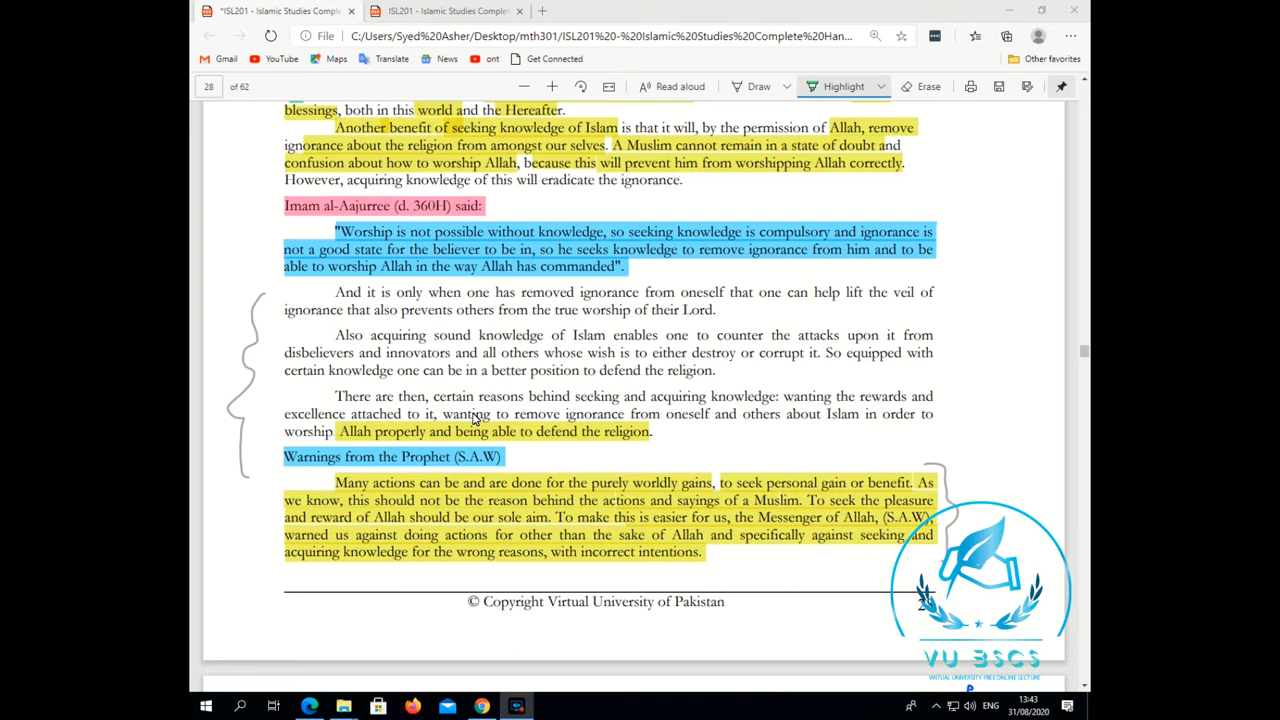 *ISL201 - Islamic Studies Comple
ISL201 - Islamic Studies Comple
File
C:/Users/Syed%20Asher/Desktop/mth301/ISL201%20-%20Islamic%20Studies%20Complete%20Han...
Gmail YouTube Maps Translate News ont Get Connected Other favorites
28 of 62 Read aloud Draw Highlight Erase
blessings, both in this world and the Hereafter.
Another benefit of seeking knowledge of Islam is that it will, by the permission of Allah, remove
ignorance about the religion from amongst our selves. A Muslim cannot remain in a state of doubt and
confusion about how to worship Allah, because this will prevent him from worshipping Allah correctly.
However, acquiring knowledge of this will eradicate the ignorance.
Imam al-Aajurree (d. 360H) said:
"Worship is not possible without knowledge, so seeking knowledge is compulsory and ignorance is
not a good state for the believer to be in, so he seeks knowledge to remove ignorance from him and to be
able to worship Allah in the way Allah has commanded".
And it is only when one has removed ignorance from oneself that one can help lift the veil of
ignorance that also prevents others from the true worship of their Lord.
Also acquiring sound knowledge of Islam enables one to counter the attacks upon it from
disbelievers and innovators and all others whose wish is to either destroy or corrupt it. So equipped with
certain knowledge one can be in a better position to defend the religion.
There are then, certain reasons behind seeking and acquiring knowledge: wanting the rewards and
excellence attached to it, wanting to remove ignorance from oneself and others about Islam in order to
worship Allah properly and being able to defend the religion.
Warnings from the Prophet (S.A.W)
Many actions can be and are done for the purely worldly gains, to seek personal gain or benefit. As
we know, this should not be the reason behind the actions and sayings of a Muslim. To seek the pleasure
and reward of Allah should be our sole aim. To make this is easier for us, the Messenger of Allah, (S.A.W),
warned us against doing actions for other than the sake of Allah and specifically against seeking and
acquiring knowledge for the wrong reasons, with incorrect intentions.
© Copyright Virtual University of Pakistan
VU BSCS
VIRTUAL UNIVERSITY FREE ONLINE LECTURE
ENG
13:43
31/08/2020